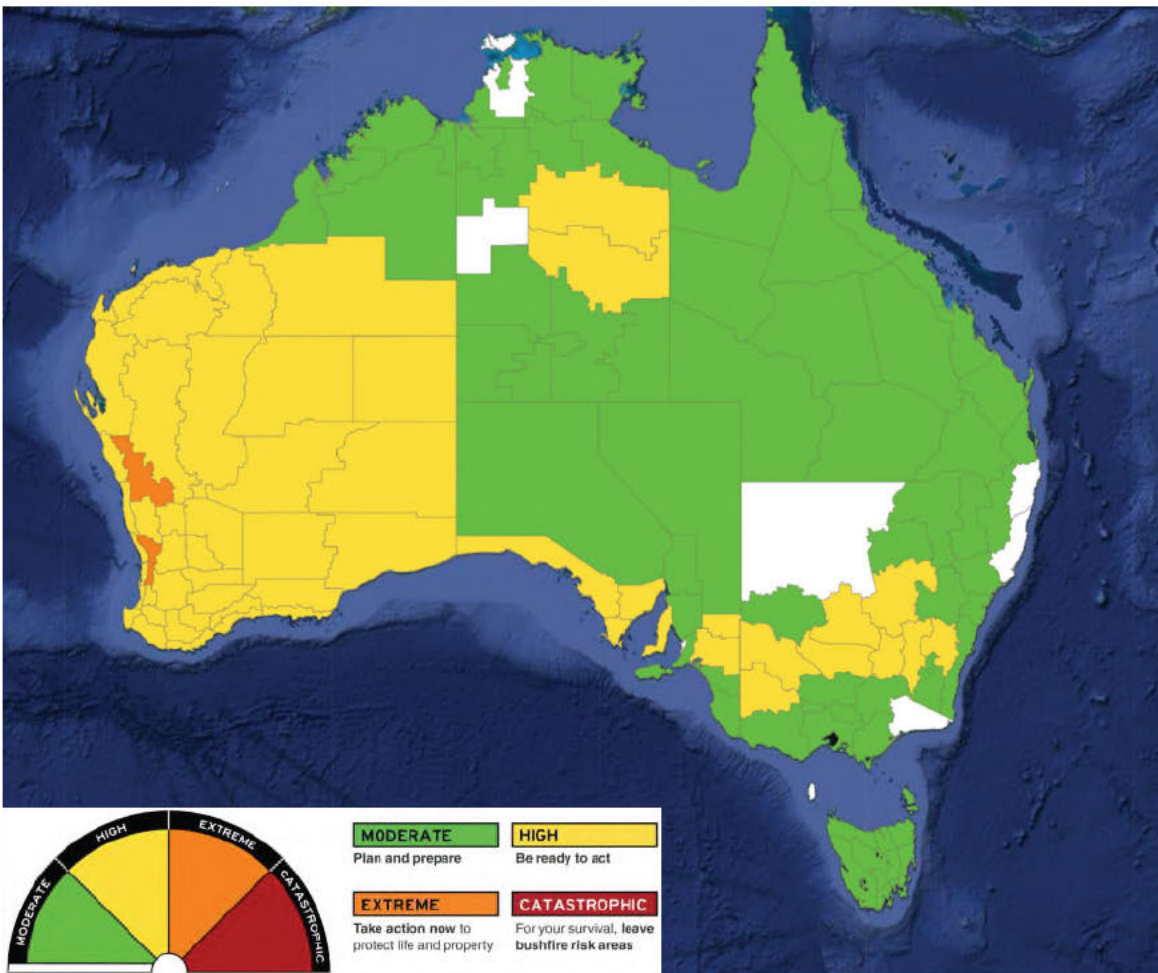 MODERATE
HIGH
EXTREME
CATASTROPHIC
MODERATE
Plan and prepare
HIGH
Be ready to act
EXTREME
Take action now to
protect life and property
CATASTROPHIC
For your survival, leave
bushfire risk areas